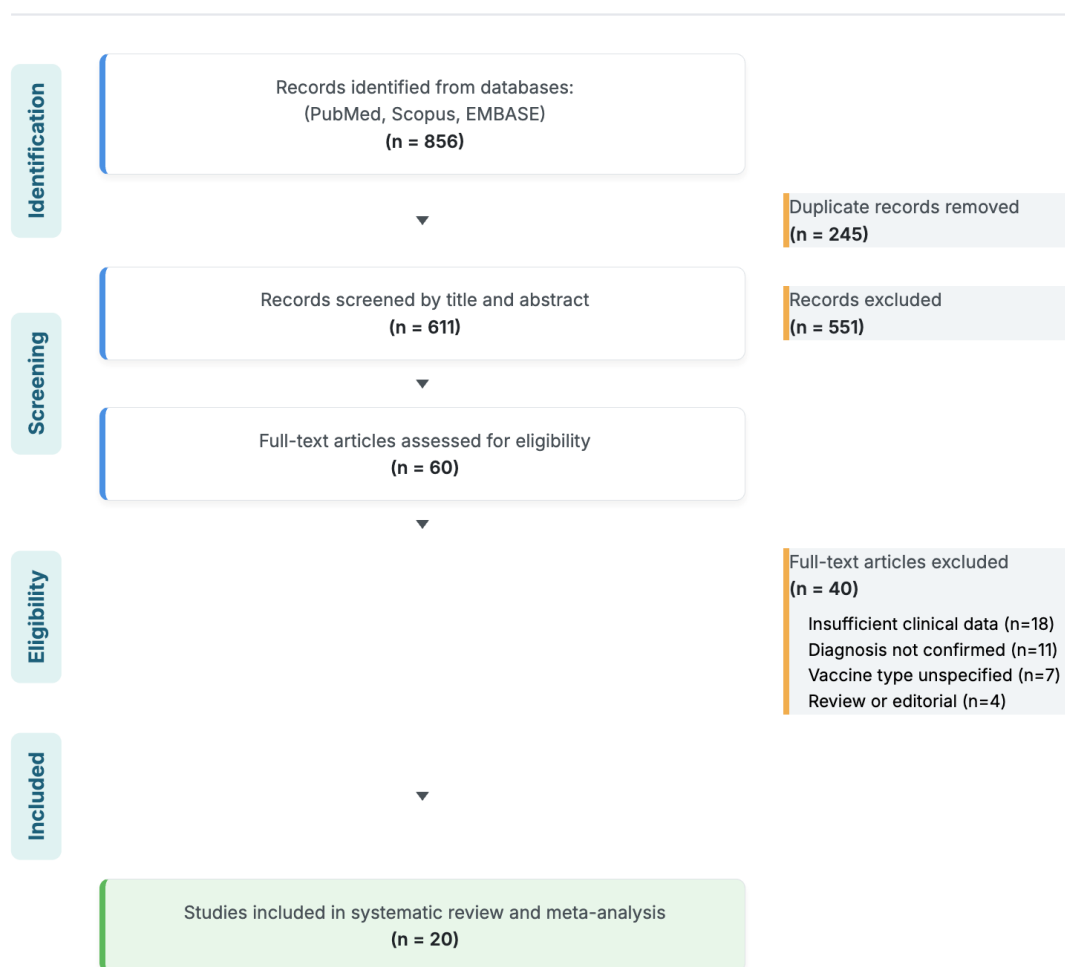 Identification
Records identified from databases:
(PubMed, Scopus, EMBASE)
(n = 856)
Duplicate records removed
(n = 245)
Screening
Records screened by title and abstract
(n = 611)
Records excluded
(n = 551)
Full-text articles assessed for eligibility
(n = 60)
Eligibility
Full-text articles excluded
(n = 40)
Insufficient clinical data (n=18)
Diagnosis not confirmed (n=11)
Vaccine type unspecified (n=7)
Review or editorial (n=4)
Included
Studies included in systematic review and meta-analysis
(n = 20)